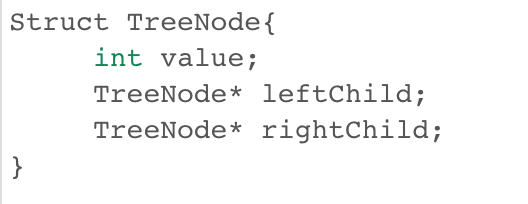 Struct TreeNode{
int value;
TreeNode* leftChild;
TreeNode* rightChild;
}